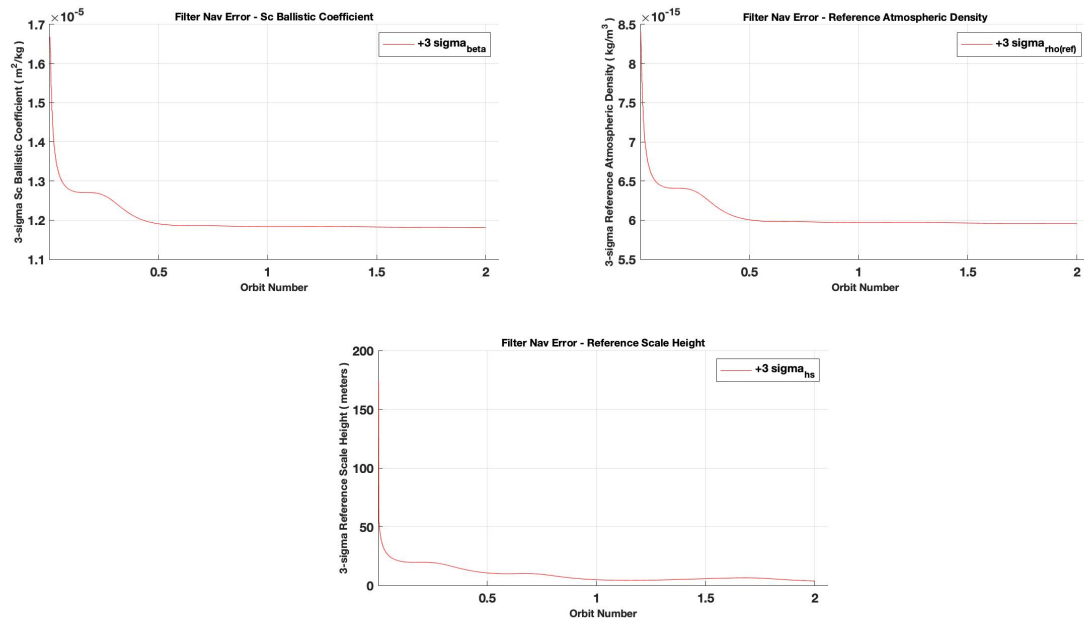 Filter Nav Error - Sc Ballistic Coefficient
×10⁻⁵
1.7
1.6
1.5
1.4
1.3
1.2
1.1
3-sigma Sc Ballistic Coefficient ( m²/kg )
+3 sigma_beta
0.5
1
1.5
2
Orbit Number
Filter Nav Error - Reference Atmospheric Density
×10⁻¹⁵
8.5
8
7.5
7
6.5
6
5.5
3-sigma Reference Atmospheric Density ( kg/m³ )
+3 sigma_rho(ref)
0.5
1
1.5
2
Orbit Number
Filter Nav Error - Reference Scale Height
200
150
100
50
0
3-sigma Reference Scale Height ( meters )
+3 sigma_hs
0.5
1
1.5
2
Orbit Number